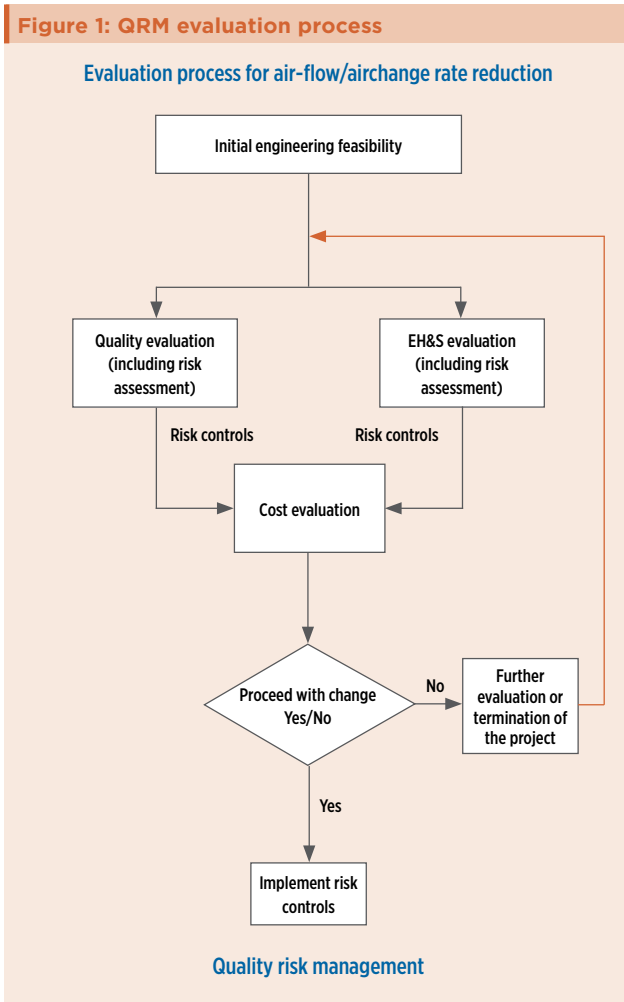 Figure 1: QRM evaluation process
Evaluation process for air-flow/airchange rate reduction
Initial engineering feasibility
Quality evaluation
(including risk
assessment)
EH&S evaluation
(including risk
assessment)
Risk controls
Risk controls
Cost evaluation
Proceed with change
Yes/No
No
Further
evaluation or
termination of
the project
Yes
Implement risk
controls
Quality risk management